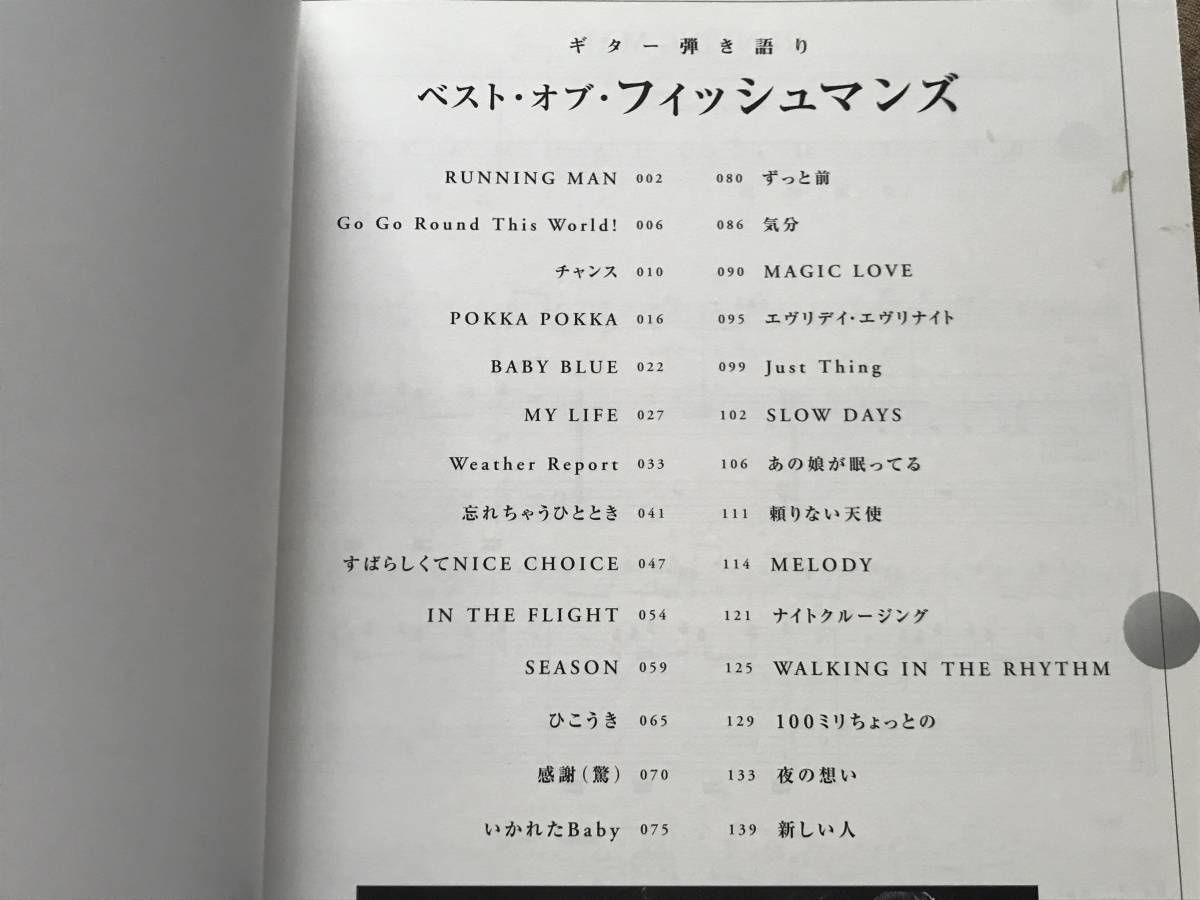 ギター弾き語り
ベスト・オブ・フィッシュマンズ
RUNNING MAN 002
Go Go Round This World! 006
チャンス 010
POKKA POKKA 016
BABY BLUE 022
MY LIFE 027
Weather Report 033
忘れちゃうひととき 041
すばらしくてNICE CHOICE 047
IN THE FLIGHT 054
SEASON 059
ひこうき 065
感謝(驚) 070
いかれたBaby 075
080 ずっと前
086 気分
090 MAGIC LOVE
095 エヴリデイ・エヴリナイト
099 Just Thing
102 SLOW DAYS
106 あの娘が眠ってる
111 頼りない天使
114 MELODY
121 ナイトクルージング
125 WALKING IN THE RHYTHM
129 100ミリちょっとの
133 夜の想い
139 新しい人